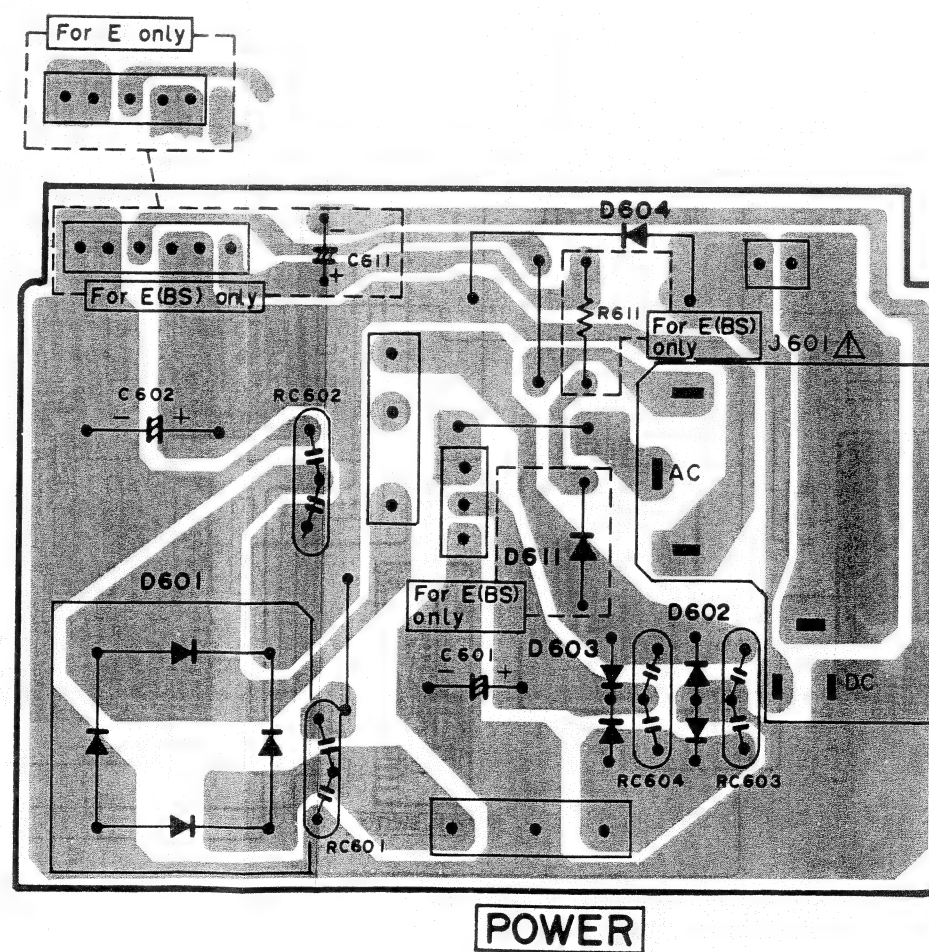 For E only
D604
−
C611
+
For E(BS) only
R611
For E(BS)
only
J601
C602
− +
RC602
AC
D611
D601
For E(BS)
only
D602
D603
C601
− +
DC
RC604
RC603
RC601
POWER